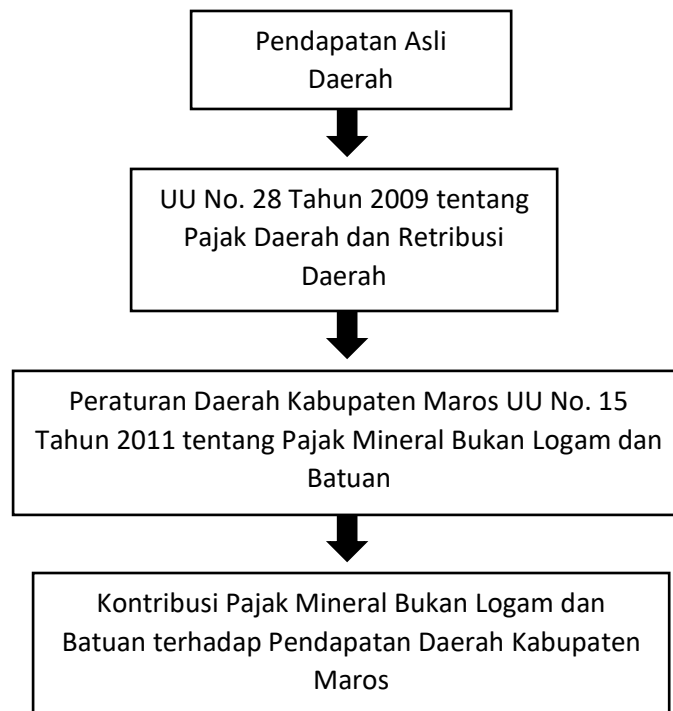 Pendapatan Asli
Daerah
UU No. 28 Tahun 2009 tentang
Pajak Daerah dan Retribusi
Daerah
Peraturan Daerah Kabupaten Maros UU No. 15
Tahun 2011 tentang Pajak Mineral Bukan Logam dan
Batuan
Kontribusi Pajak Mineral Bukan Logam dan
Batuan terhadap Pendapatan Daerah Kabupaten
Maros